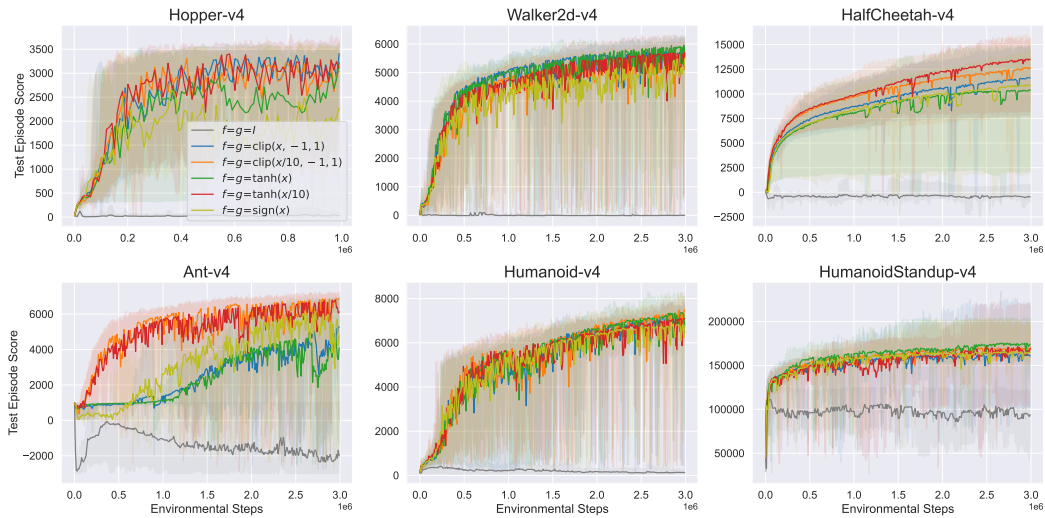 Hopper-v4
Walker2d-v4
HalfCheetah-v4
Test Episode Score
3500
3000
2500
2000
1500
1000
500
0
f=g=I
f=g=clip(x, −1, 1)
f=g=clip(x/10, −1, 1)
f=g=tanh(x)
f=g=tanh(x/10)
f=g=sign(x)
0.0 0.2 0.4 0.6 0.8 1.0
1e6
6000
5000
4000
3000
2000
1000
0
0.0 0.5 1.0 1.5 2.0 2.5 3.0
1e6
15000
12500
10000
7500
5000
2500
0
−2500
0.0 0.5 1.0 1.5 2.0 2.5 3.0
1e6
Ant-v4
Humanoid-v4
HumanoidStandup-v4
Test Episode Score
6000
4000
2000
0
−2000
0.0 0.5 1.0 1.5 2.0 2.5 3.0
Environmental Steps
1e6
8000
6000
4000
2000
0
0.0 0.5 1.0 1.5 2.0 2.5 3.0
Environmental Steps
1e6
200000
150000
100000
50000
0.0 0.5 1.0 1.5 2.0 2.5 3.0
Environmental Steps
1e6